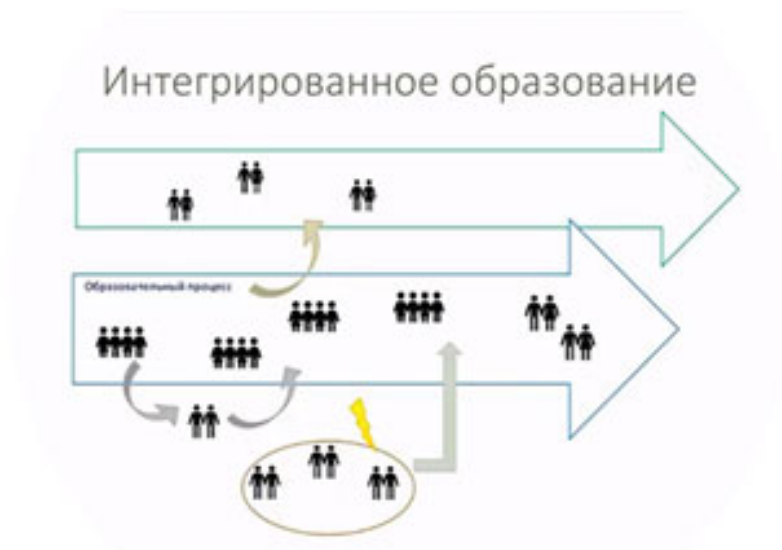 Интегрированное образование
Образовательный процесс